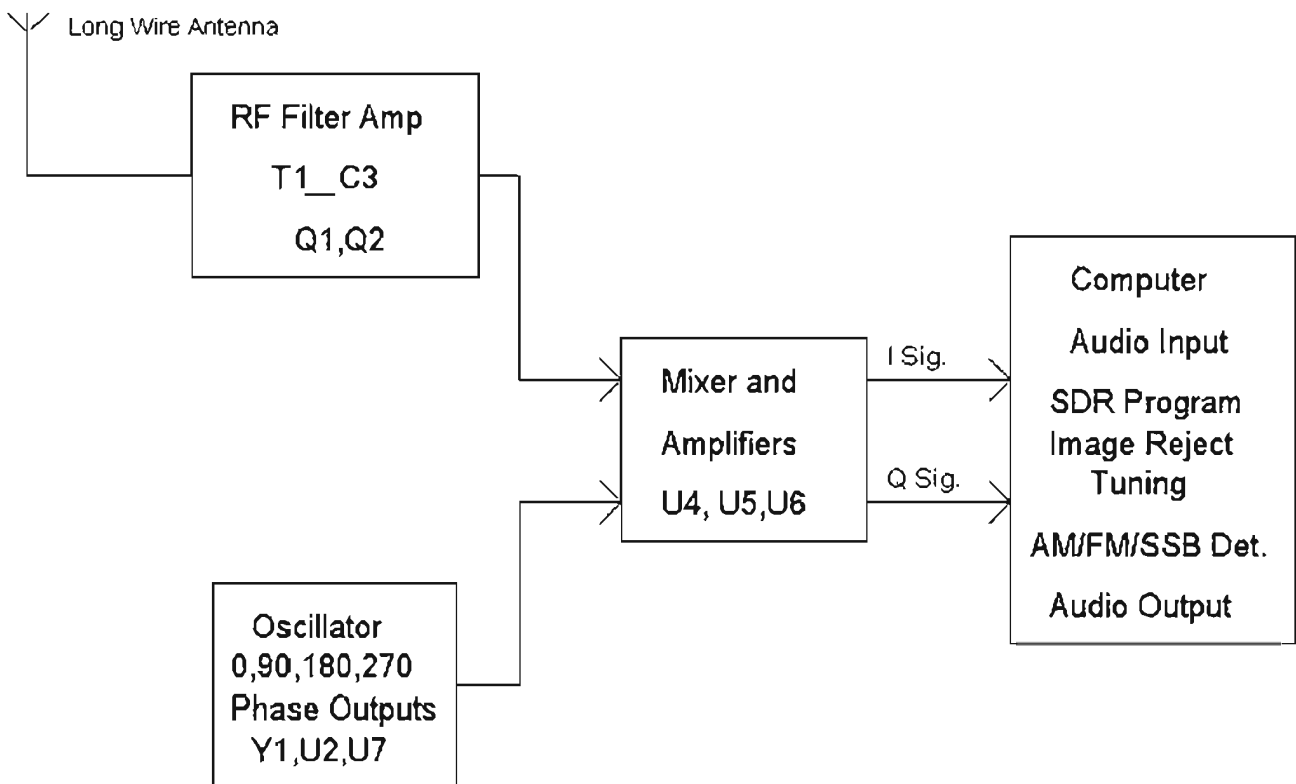 Long Wire Antenna
RF Filter Amp
T1__C3
Q1,Q2
Mixer and
Amplifiers
U4, U5,U6
I Sig.
Q Sig.
Computer
Audio Input
SDR Program
Image Reject
Tuning
AM/FM/SSB Det.
Audio Output
Oscillator
0,90,180,270
Phase Outputs
Y1,U2,U7